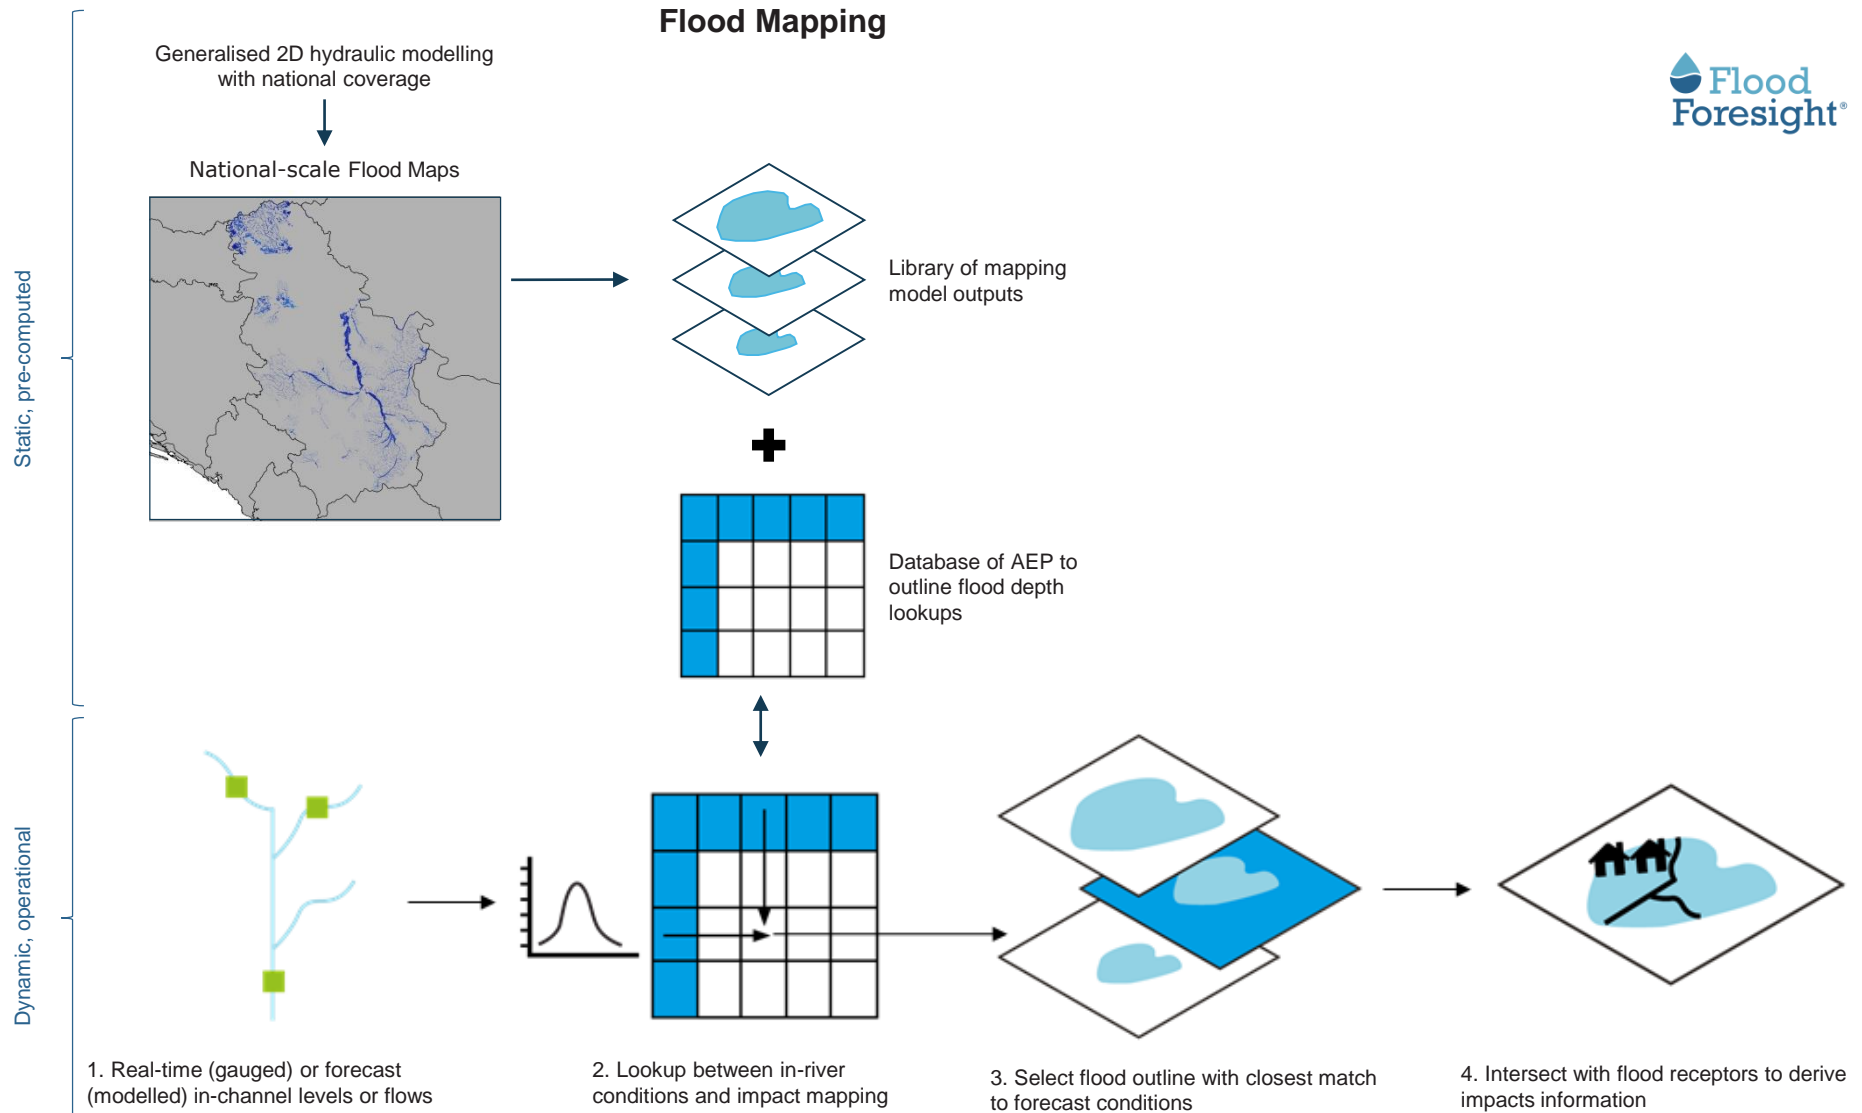 Flood Mapping
Generalised 2D hydraulic modelling
with national coverage
Flood
Foresight®
National-scale Flood Maps
Static, pre-computed
Library of mapping
model outputs
Database of AEP to
outline flood depth
lookups
Dynamic, operational
1. Real-time (gauged) or forecast
(modelled) in-channel levels or flows
2. Lookup between in-river
conditions and impact mapping
3. Select flood outline with closest match
to forecast conditions
4. Intersect with flood receptors to derive
impacts information